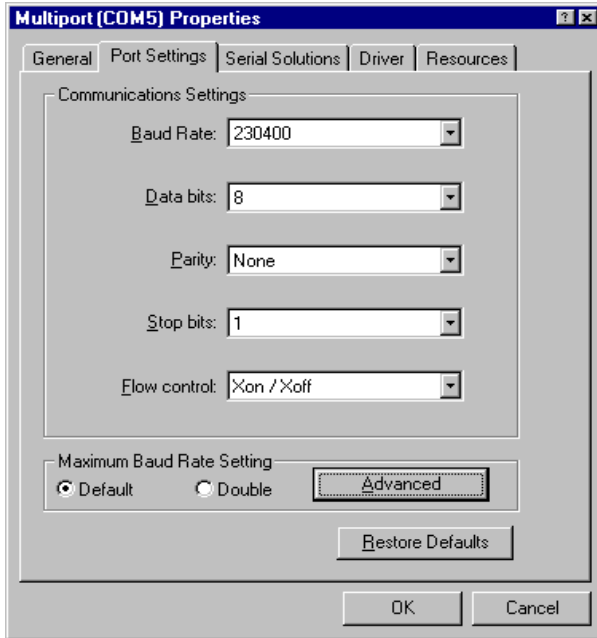 Multiport (COM5) Properties
General Port Settings Serial Solutions Driver Resources
Communications Settings
Baud Rate: 230400
Data bits: 8
Parity: None
Stop bits: 1
Flow control: Xon / Xoff
Maximum Baud Rate Setting
Default Double Advanced
Restore Defaults
OK Cancel